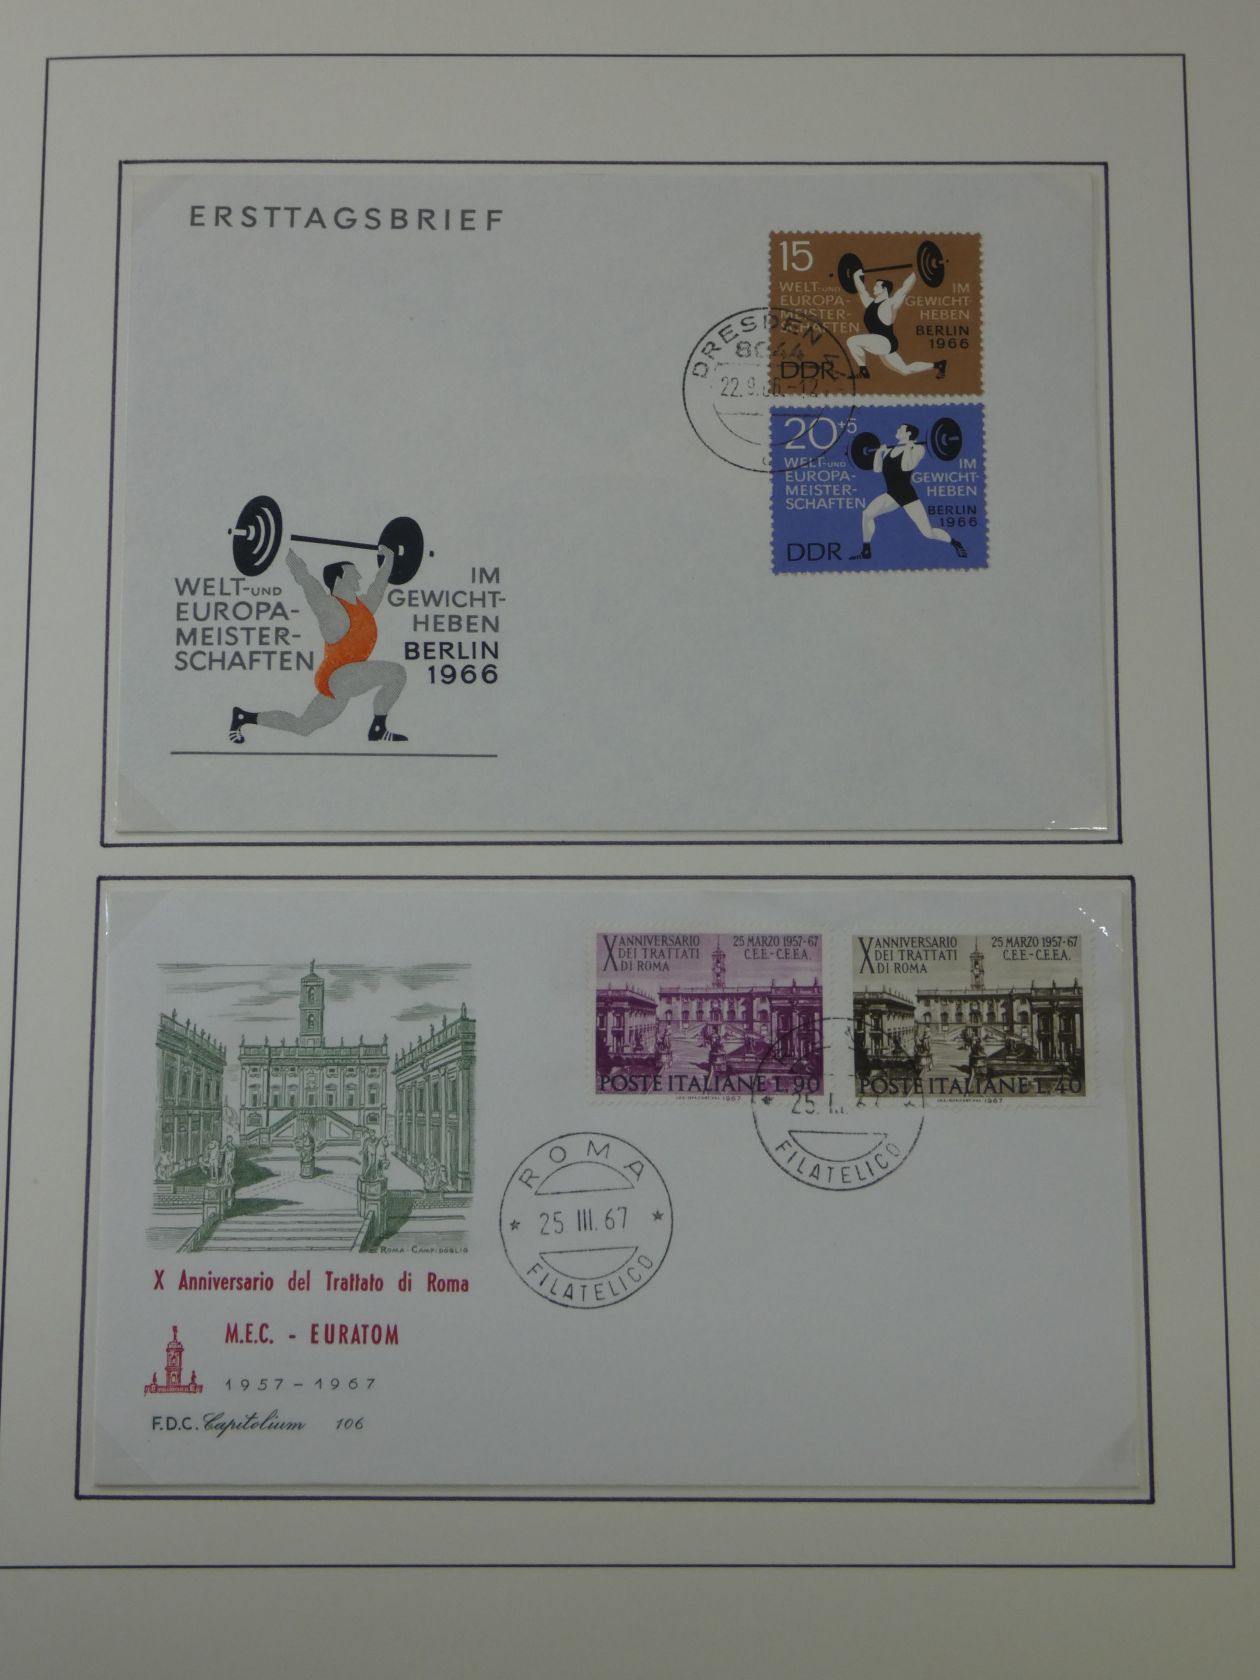 ERSTTAGSBRIEF
15
WELT-UND
EUROPA-
MEISTER-
SCHAFTEN
IM
GEWICHT-
HEBEN
BERLIN
1966
DDR
DRESDEN
8044
22.9.66.-12
20+5
WELT-UND
EUROPA-
MEISTER-
SCHAFTEN
IM
GEWICHT-
HEBEN
BERLIN
1966
DDR
WELT-UND
EUROPA-
MEISTER-
SCHAFTEN
IM
GEWICHT-
HEBEN
BERLIN
1966
X ANNIVERSARIO
DEI TRATTATI
DI ROMA
25 MARZO 1957-67
C.E.E.-C.E.E.A.
POSTE ITALIANE L.90
X ANNIVERSARIO
DEI TRATTATI
DI ROMA
25 MARZO 1957-67
C.E.E.-C.E.E.A.
POSTE ITALIANE L.40
FILATELICO
ROMA
* 25 III.67 *
FILATELICO
ROMA - CAMPIDOGLIO
X Anniversario del Trattato di Roma
M.E.C. - EURATOM
1957-1967
F.D.C. Capitolium 106